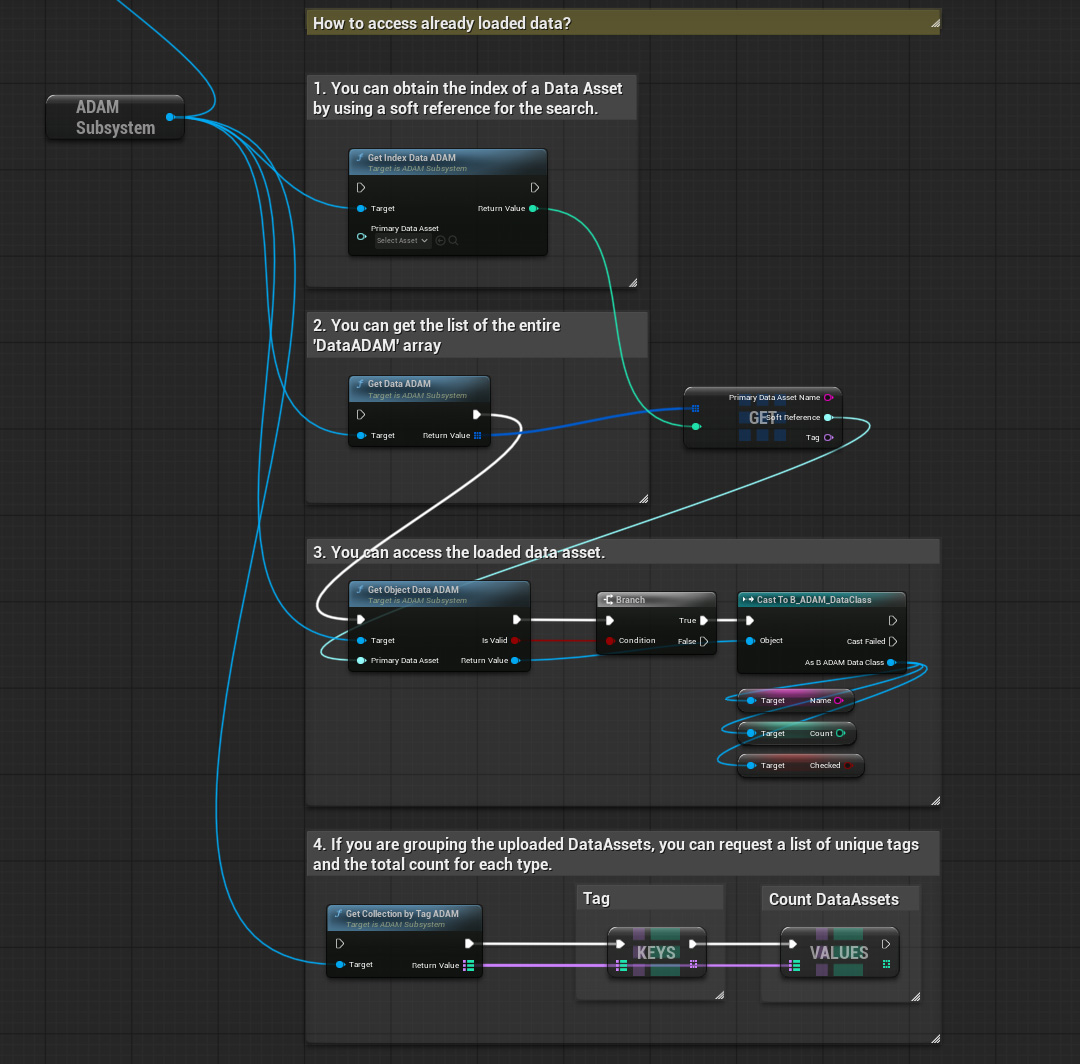 How to access already loaded data?
ADAM
Subsystem
1. You can obtain the index of a Data Asset
by using a soft reference for the search.
Get Index Data ADAM
Target is ADAM Subsystem
Target
Return Value
Primary Data Asset
Select Asset
2. You can get the list of the entire
'DataADAM' array
Get Data ADAM
Target is ADAM Subsystem
Target
Return Value
Primary Data Asset Name
GET
Soft Reference
Tag
3. You can access the loaded data asset.
Get Object Data ADAM
Target is ADAM Subsystem
Target
Is Valid
Primary Data Asset
Return Value
Branch
True
Condition
False
Cast To B_ADAM_DataClass
Object
Cast Failed
As B ADAM Data Class
Target Name
Target Count
Target Checked
4. If you are grouping the uploaded DataAssets, you can request a list of unique tags
and the total count for each type.
Get Collection by Tag ADAM
Target is ADAM Subsystem
Target
Return Value
Tag
KEYS
Count DataAssets
VALUES